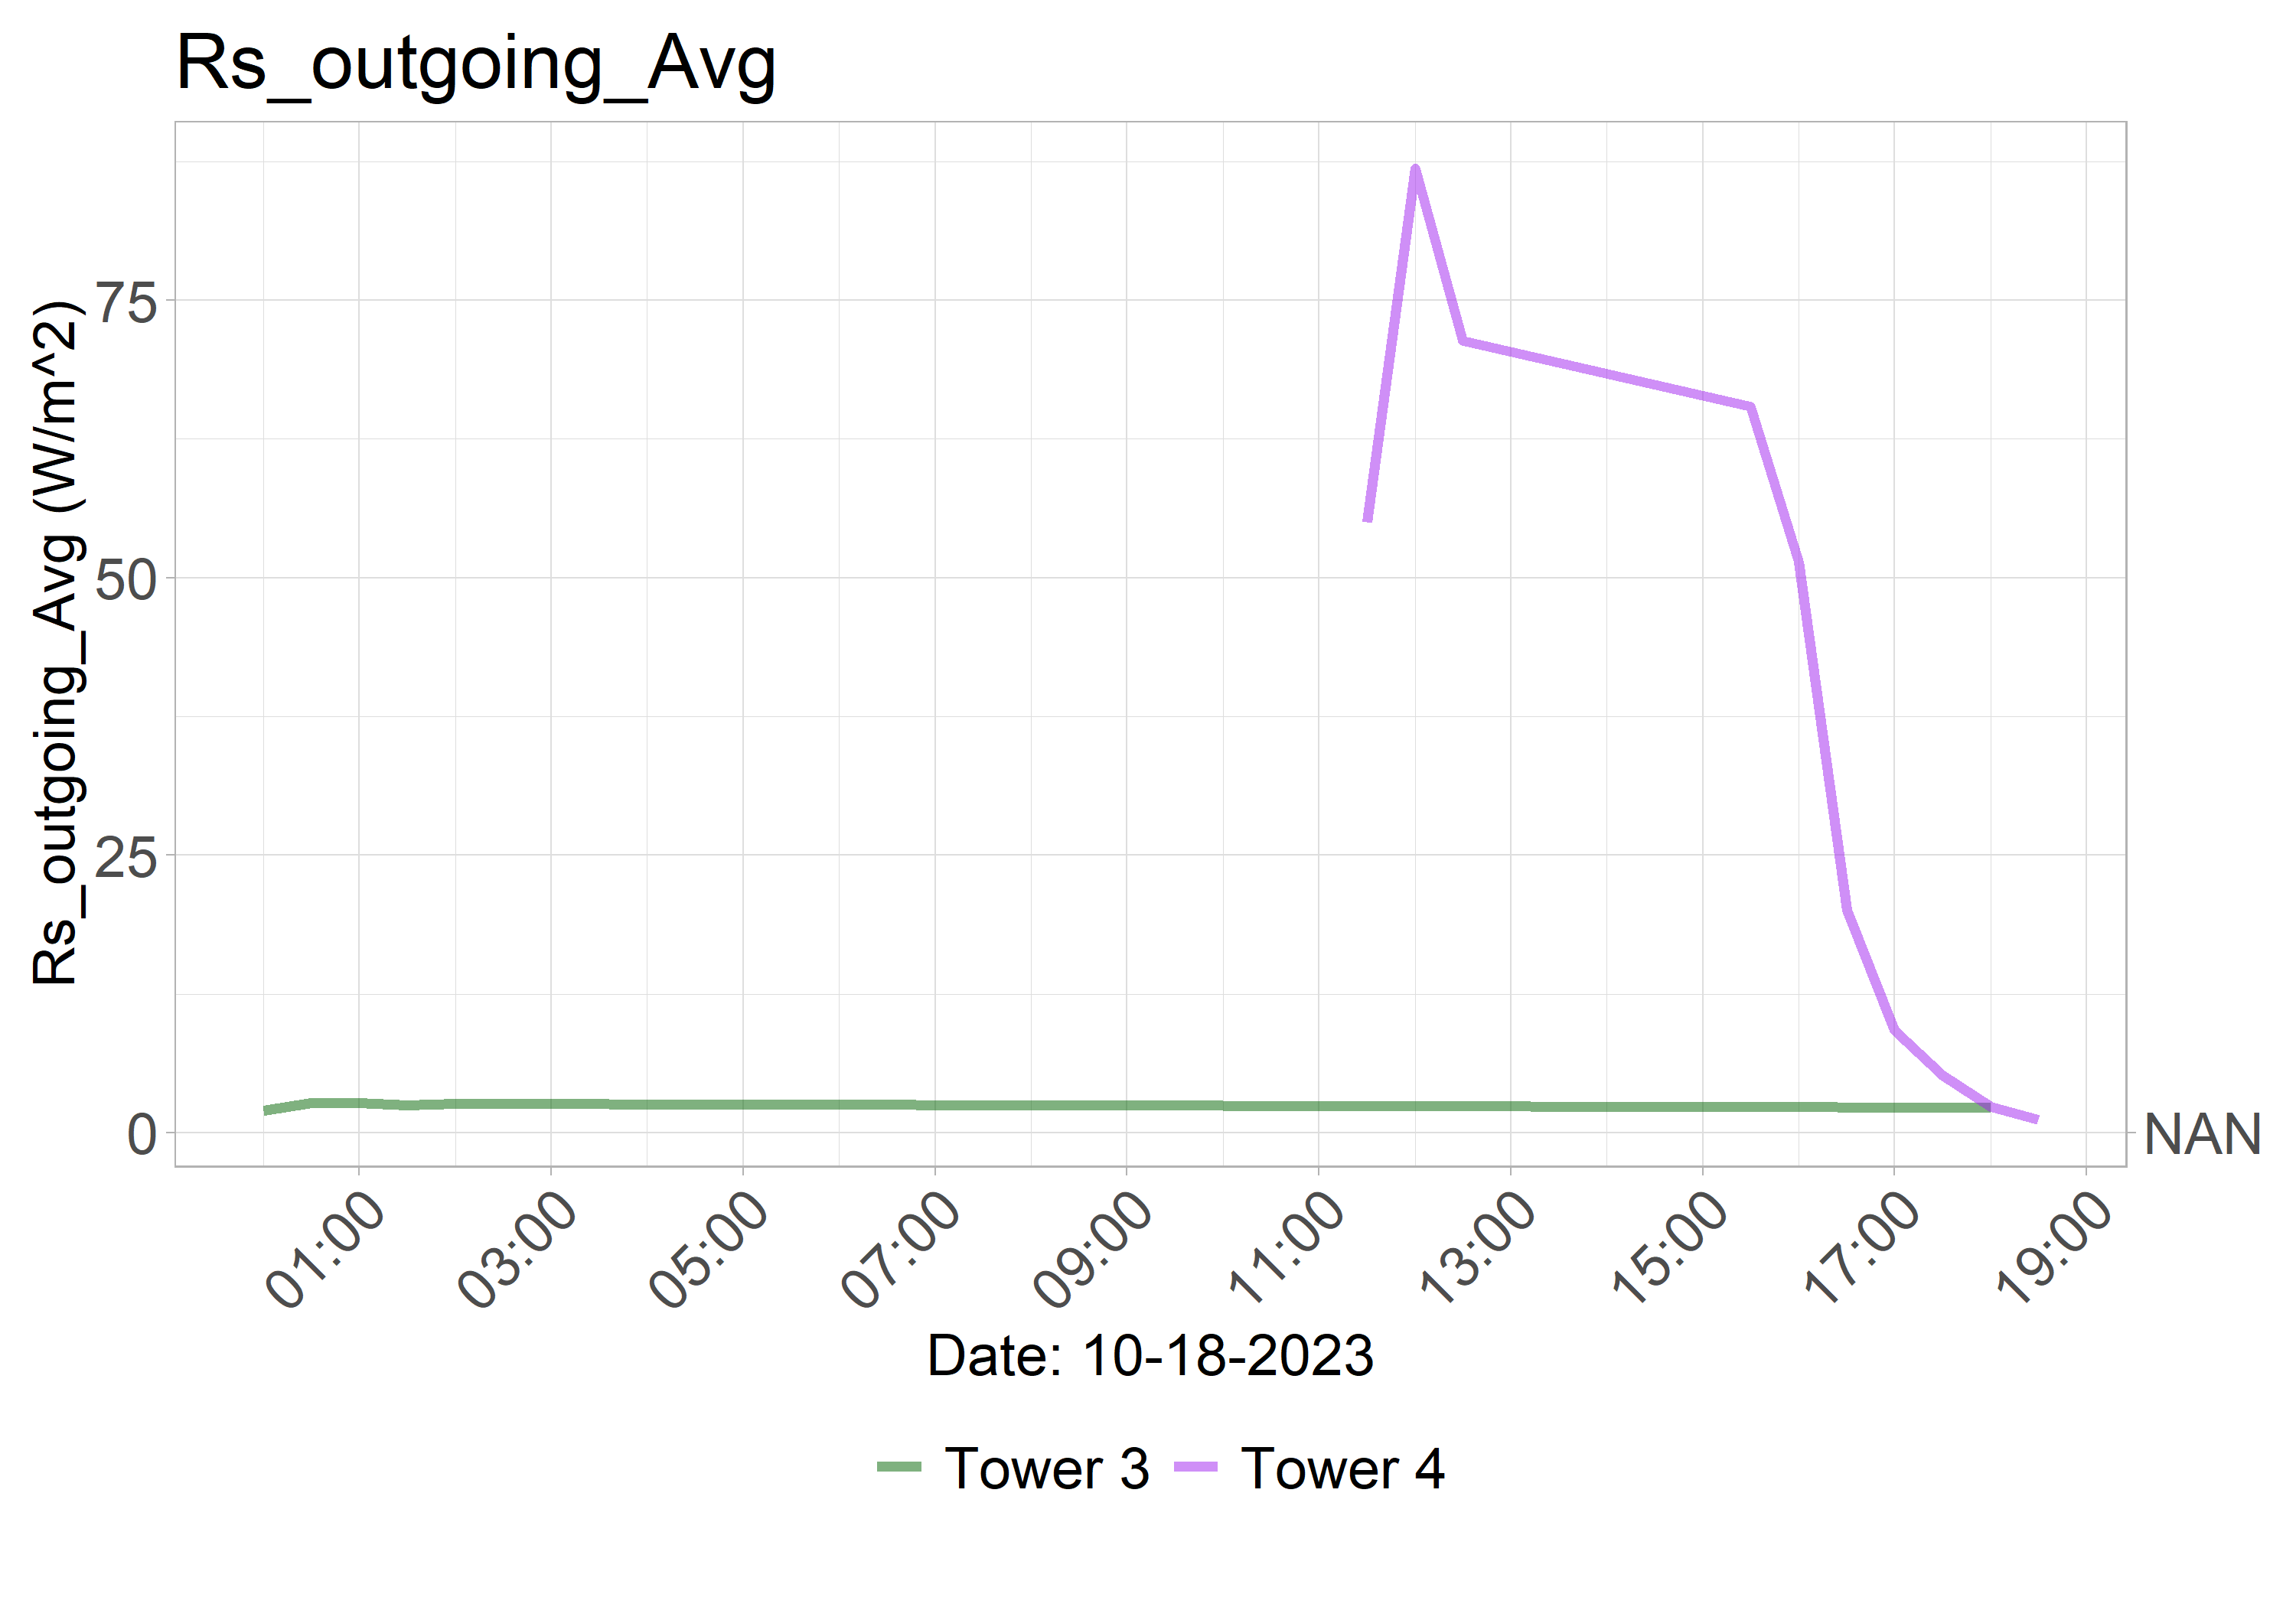 Rs_outgoing_Avg
Rs_outgoing_Avg (W/m^2)
75
50
25
0
NAN
01:00
03:00
05:00
07:00
09:00
11:00
13:00
15:00
17:00
19:00
Date: 10-18-2023
Tower 3
Tower 4